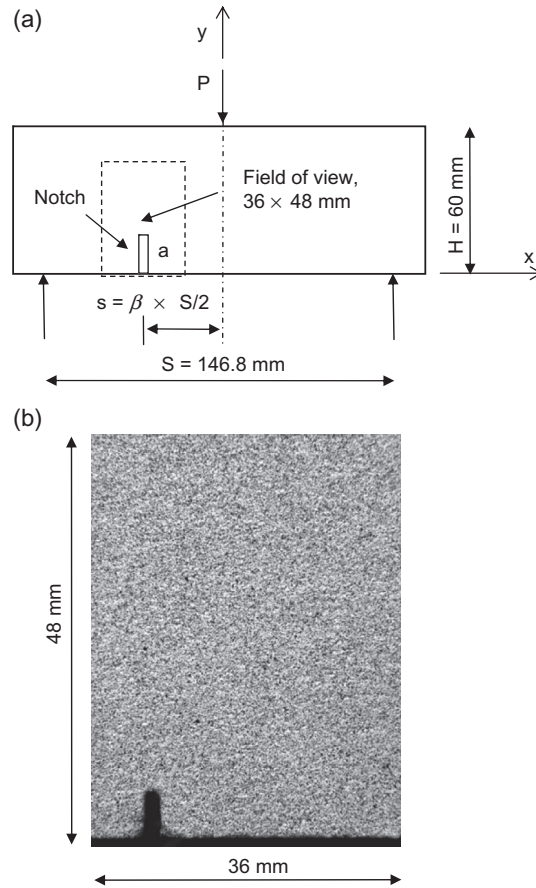 (a)
y
P
Field of view,
36 × 48 mm
Notch
a
H = 60 mm
x
s = β × S/2
S = 146.8 mm
(b)
48 mm
36 mm